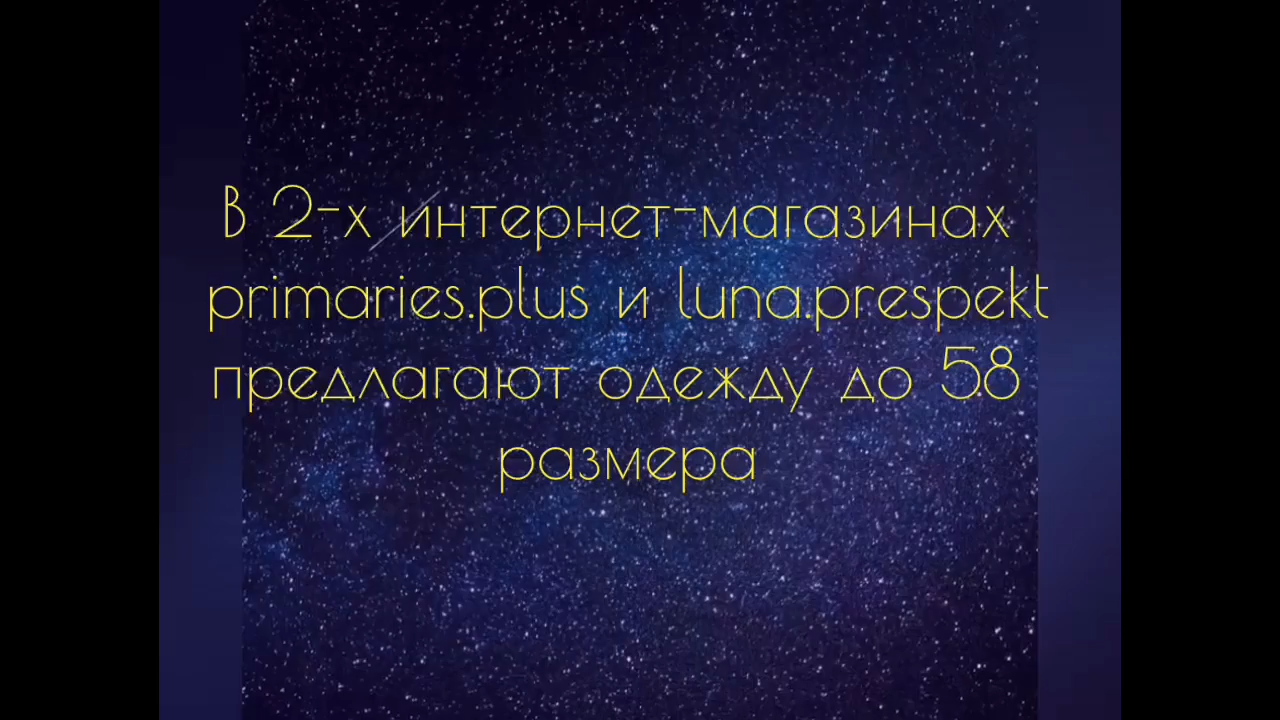 В 2-х интернет-магазинах
primaries.plus и luna.prespekt
предлагают одежду до 58
размера